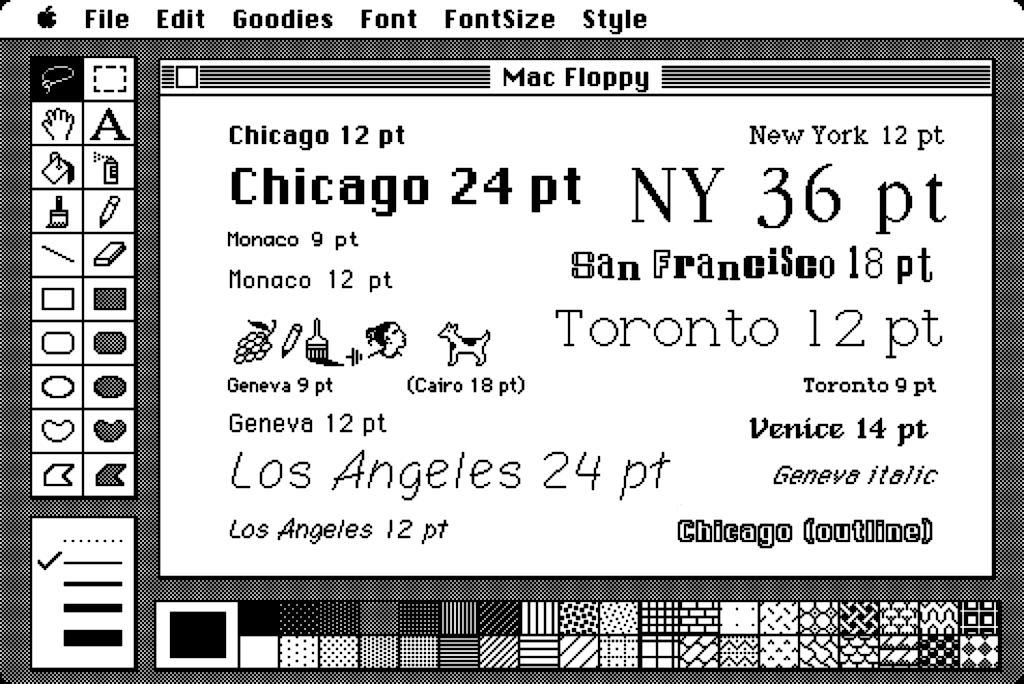 File Edit Goodies Font FontSize Style
A
Mac Floppy
Chicago 12 pt
New York 12 pt
Chicago 24 pt
NY 36 pt
Monaco 9 pt
San Francisco 18 pt
Monaco 12 pt
Toronto 12 pt
Geneva 9 pt
(Cairo 18 pt)
Toronto 9 pt
Geneva 12 pt
Venice 14 pt
Los Angeles 24 pt
Geneva italic
Los Angeles 12 pt
Chicago (outline)